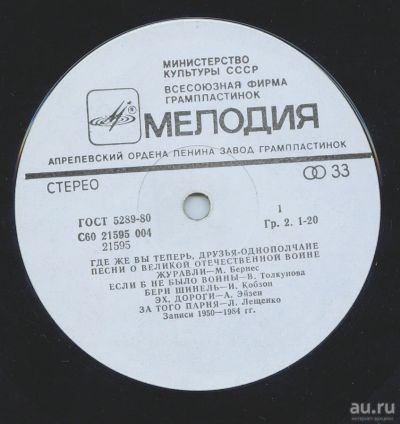 МИНИСТЕРСТВО
КУЛЬТУРЫ СССР
ВСЕСОЮЗНАЯ ФИРМА
ГРАМПЛАСТИНОК
МЕЛОДИЯ
АПРЕЛЕВСКИЙ ОРДЕНА ЛЕНИНА ЗАВОД ГРАМПЛАСТИНОК
СТЕРЕО
33
ГОСТ 5289-80
1
С60 21595 004
Гр. 2. 1-20
21595
ГДЕ ЖЕ ВЫ ТЕПЕРЬ, ДРУЗЬЯ-ОДНОПОЛЧАНЕ
ПЕСНИ О ВЕЛИКОЙ ОТЕЧЕСТВЕННОЙ ВОЙНЕ
ЖУРАВЛИ—М. Бернес
ЕСЛИ Б НЕ БЫЛО ВОЙНЫ—В. Толкунова
БЕРИ ШИНЕЛЬ—И. Кобзон
ЭХ, ДОРОГИ—А. Эйзен
ЗА ТОГО ПАРНЯ—Л. Лещенко
Записи 1950—1984 гг.
au.ru